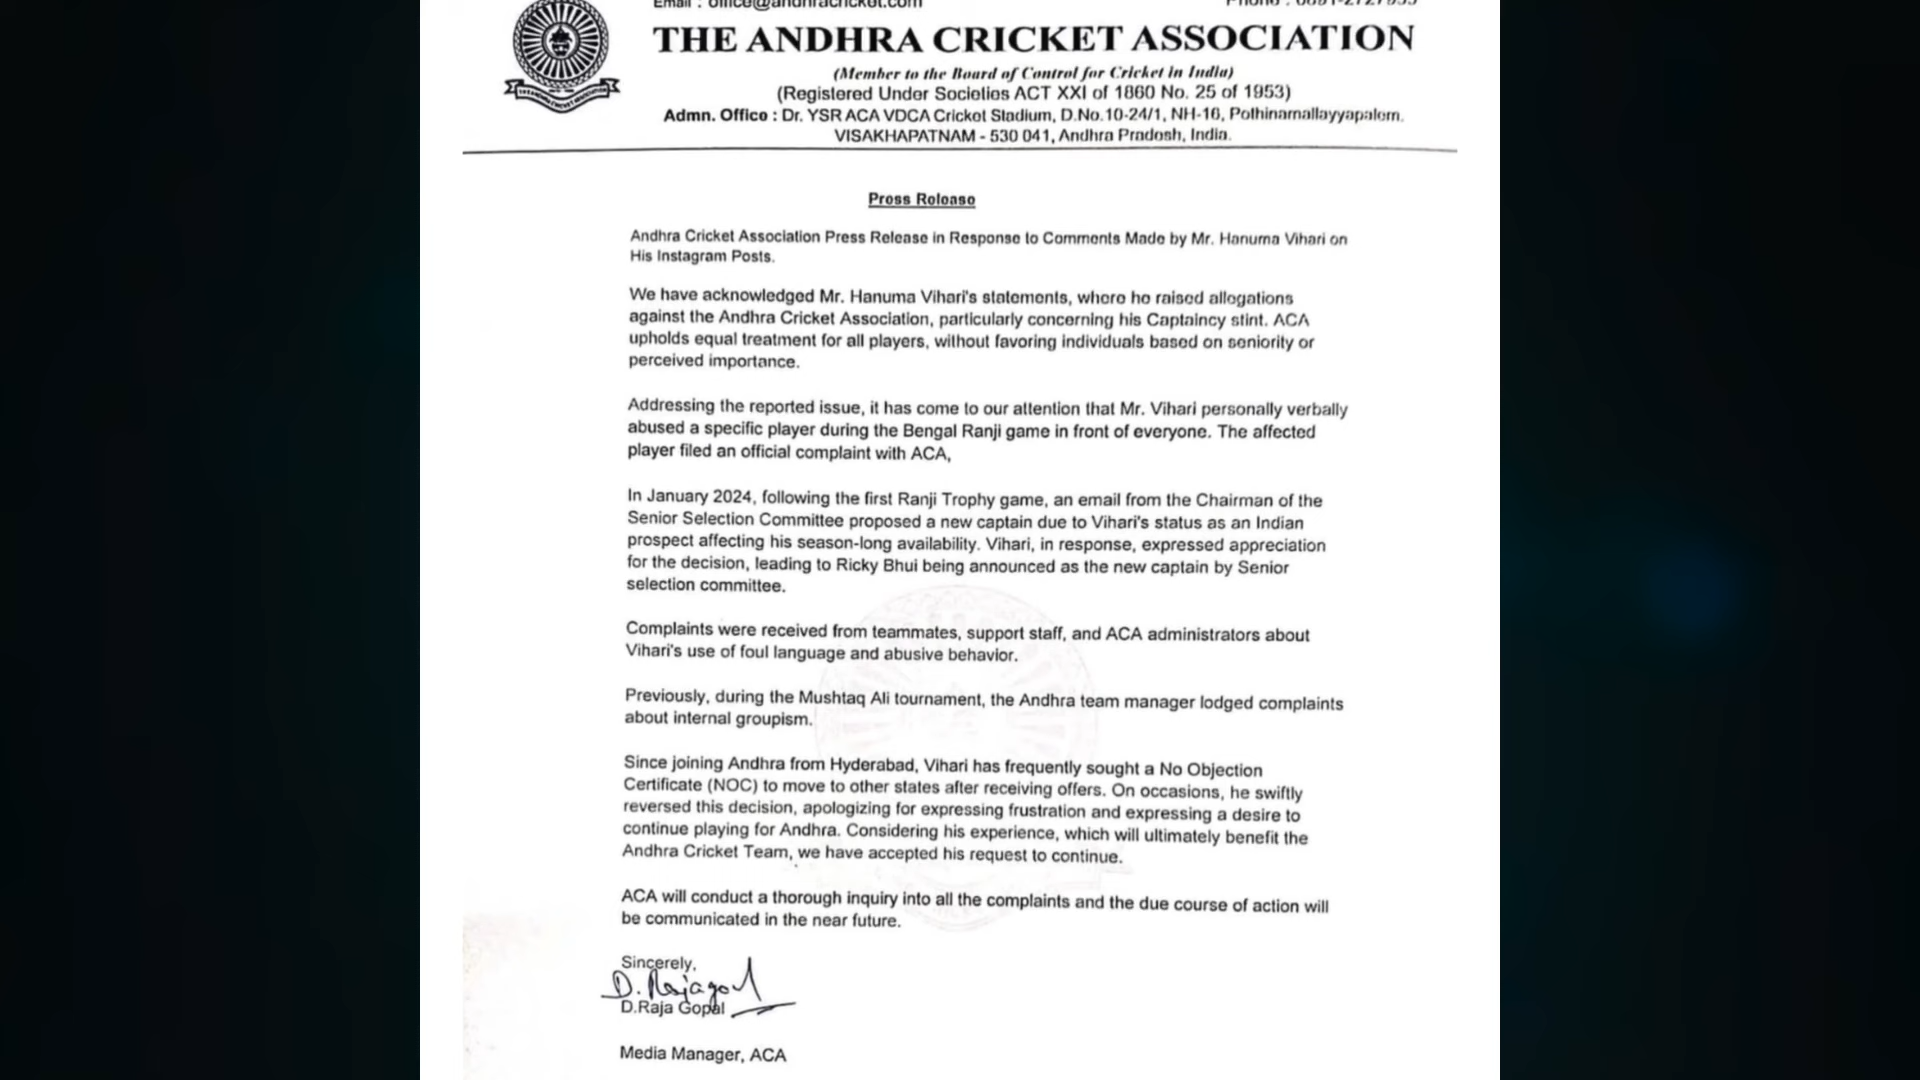 Email : office@andhracricket.com
THE ANDHRA CRICKET ASSOCIATION
(Member to the Board of Control for Cricket in India)
(Registered Under Societies ACT XXI of 1860 No. 25 of 1953)
Admn. Office : Dr. YSR ACA VDCA Cricket Stadium, D.No.10-24/1, NH-16, Pothinamallayyapalem.
VISAKHAPATNAM - 530 041, Andhra Pradesh, India.
Press Release
Andhra Cricket Association Press Release in Response to Comments Made by Mr. Hanuma Vihari on
His Instagram Posts.
We have acknowledged Mr. Hanuma Vihari's statements, where he raised allegations
against the Andhra Cricket Association, particularly concerning his Captaincy stint. ACA
upholds equal treatment for all players, without favoring individuals based on seniority or
perceived importance.
Addressing the reported issue, it has come to our attention that Mr. Vihari personally verbally
abused a specific player during the Bengal Ranji game in front of everyone. The affected
player filed an official complaint with ACA,
In January 2024, following the first Ranji Trophy game, an email from the Chairman of the
Senior Selection Committee proposed a new captain due to Vihari's status as an Indian
prospect affecting his season-long availability. Vihari, in response, expressed appreciation
for the decision, leading to Ricky Bhui being announced as the new captain by Senior
selection committee.
Complaints were received from teammates, support staff, and ACA administrators about
Vihari's use of foul language and abusive behavior.
Previously, during the Mushtaq Ali tournament, the Andhra team manager lodged complaints
about internal groupism.
Since joining Andhra from Hyderabad, Vihari has frequently sought a No Objection
Certificate (NOC) to move to other states after receiving offers. On occasions, he swiftly
reversed this decision, apologizing for expressing frustration and expressing a desire to
continue playing for Andhra. Considering his experience, which will ultimately benefit the
Andhra Cricket Team, we have accepted his request to continue.
ACA will conduct a thorough inquiry into all the complaints and the due course of action will
be communicated in the near future.
Sincerely,
D. Rajagopal
D.Raja Gopal
Media Manager, ACA